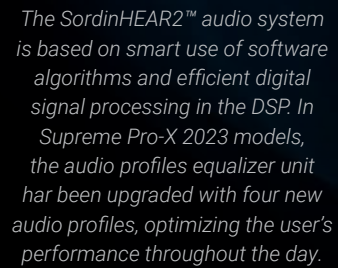 The SordinHEAR2™ audio system
is based on smart use of software
algorithms and efficient digital
signal processing in the DSP. In
Supreme Pro-X 2023 models,
the audio profiles equalizer unit
har been upgraded with four new
audio profiles, optimizing the user's
performance throughout the day.